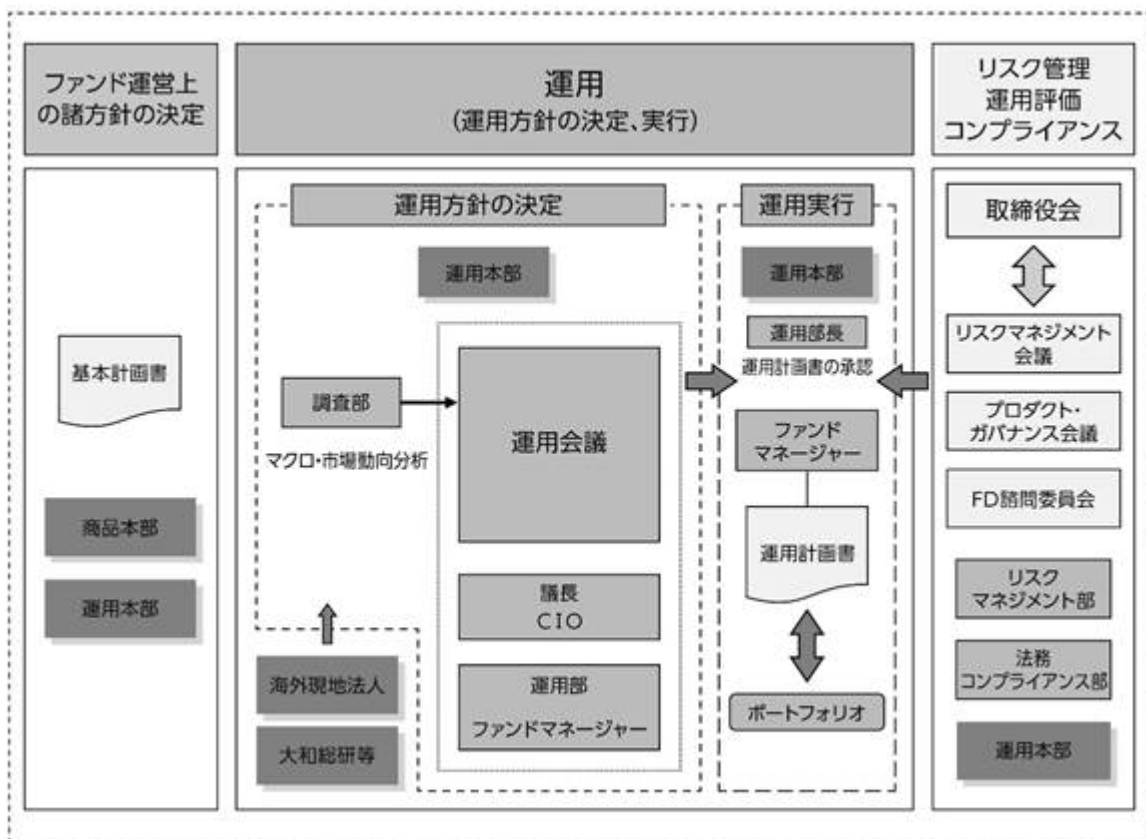 ファンド運営上
の諸方針の決定
基本計画書
商品本部
運用本部
運用
(運用方針の決定、実行)
運用方針の決定
運用本部
調査部
マクロ・市場動向分析
運用会議
議長
CIO
運用部
ファンドマネージャー
海外現地法人
大和総研等
運用実行
運用本部
運用部長
運用計画書の承認
ファンド
マネージャー
運用計画書
ポートフォリオ
リスク管理
運用評価
コンプライアンス
取締役会
リスクマネジメント
会議
プロダクト・
ガバナンス会議
FD諮問委員会
リスク
マネジメント部
法務
コンプライアンス部
運用本部